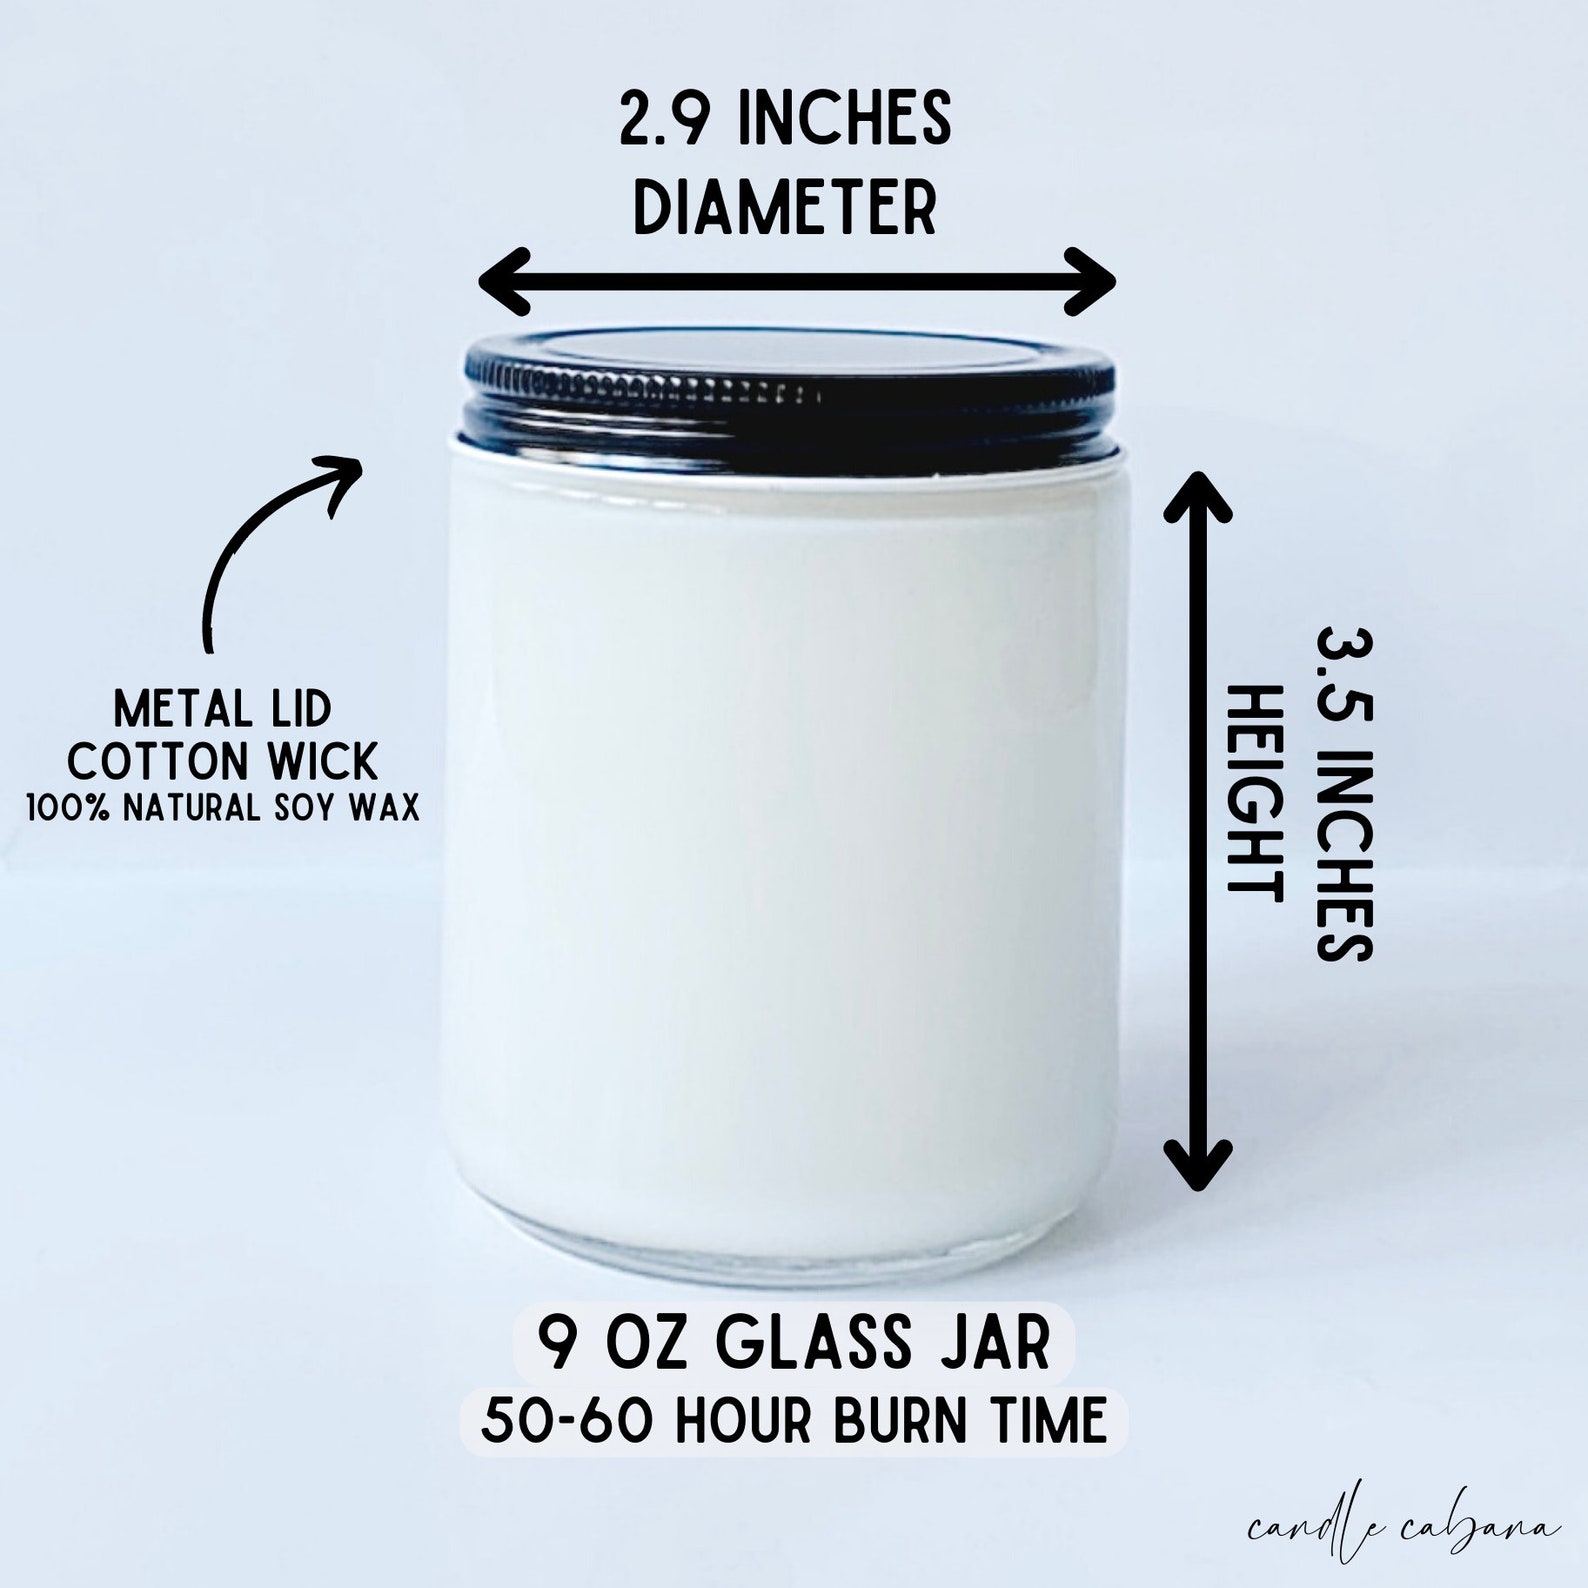 2.9 INCHES
DIAMETER
METAL LID
COTTON WICK
100% NATURAL SOY WAX
3.5 INCHES
HEIGHT
9 OZ GLASS JAR
50-60 HOUR BURN TIME
candle cabana